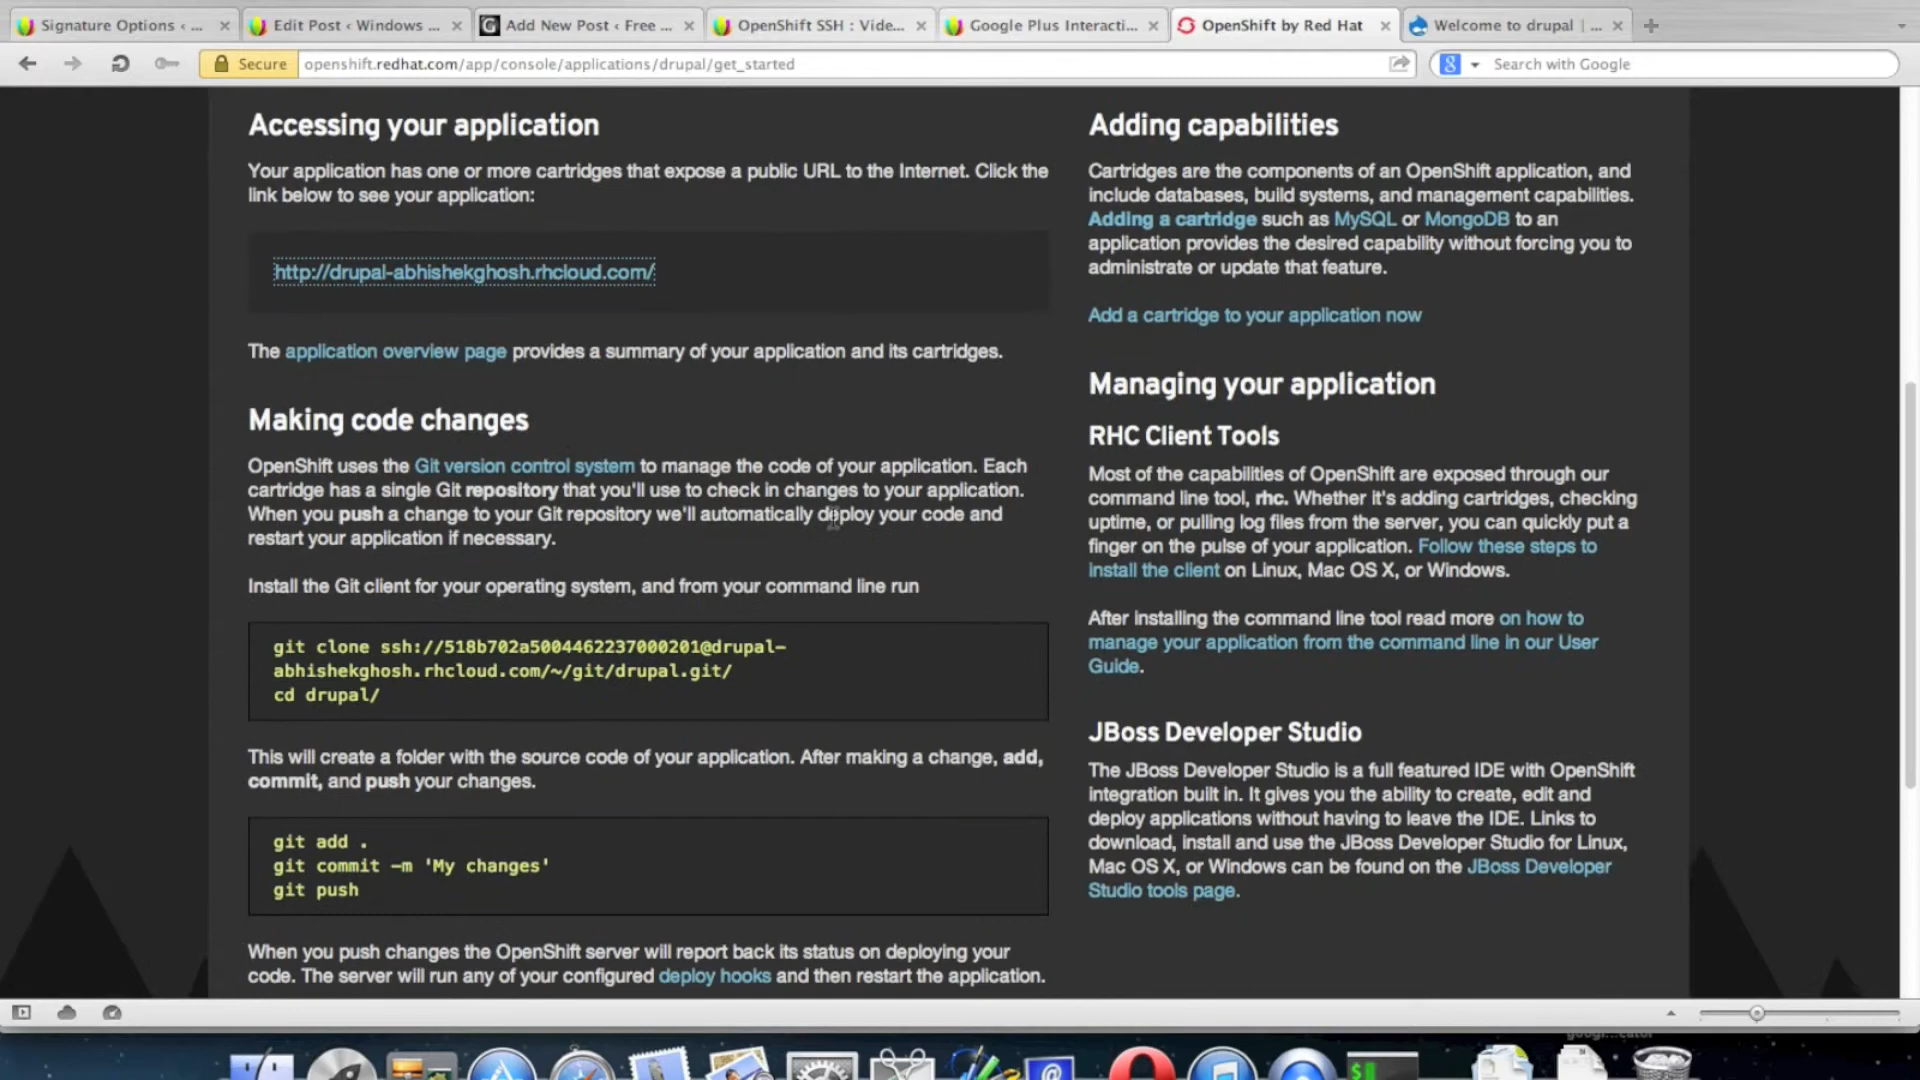 Signature Options ‹ ...
Edit Post ‹ Windows ...
Add New Post ‹ Free ...
OpenShift SSH : Vide...
Google Plus Interacti...
OpenShift by Red Hat
Welcome to drupal | ...
Secure
openshift.redhat.com/app/console/applications/drupal/get_started
Search with Google
Accessing your application
Your application has one or more cartridges that expose a public URL to the Internet. Click the
link below to see your application:
http://drupal-abhishekghosh.rhcloud.com/
The application overview page provides a summary of your application and its cartridges.
Making code changes
OpenShift uses the Git version control system to manage the code of your application. Each
cartridge has a single Git repository that you'll use to check in changes to your application.
When you push a change to your Git repository we'll automatically deploy your code and
restart your application if necessary.
Install the Git client for your operating system, and from your command line run
git clone ssh://518b702a5004462237000201@drupal-
abhishekghosh.rhcloud.com/~/git/drupal.git/
cd drupal/
This will create a folder with the source code of your application. After making a change, add,
commit, and push your changes.
git add .
git commit -m 'My changes'
git push
When you push changes the OpenShift server will report back its status on deploying your
code. The server will run any of your configured deploy hooks and then restart the application.
Adding capabilities
Cartridges are the components of an OpenShift application, and
include databases, build systems, and management capabilities.
Adding a cartridge such as MySQL or MongoDB to an
application provides the desired capability without forcing you to
administrate or update that feature.
Add a cartridge to your application now
Managing your application
RHC Client Tools
Most of the capabilities of OpenShift are exposed through our
command line tool, rhc. Whether it's adding cartridges, checking
uptime, or pulling log files from the server, you can quickly put a
finger on the pulse of your application. Follow these steps to
install the client on Linux, Mac OS X, or Windows.
After installing the command line tool read more on how to
manage your application from the command line in our User
Guide.
JBoss Developer Studio
The JBoss Developer Studio is a full featured IDE with OpenShift
integration built in. It gives you the ability to create, edit and
deploy applications without having to leave the IDE. Links to
download, install and use the JBoss Developer Studio for Linux,
Mac OS X, or Windows can be found on the JBoss Developer
Studio tools page.